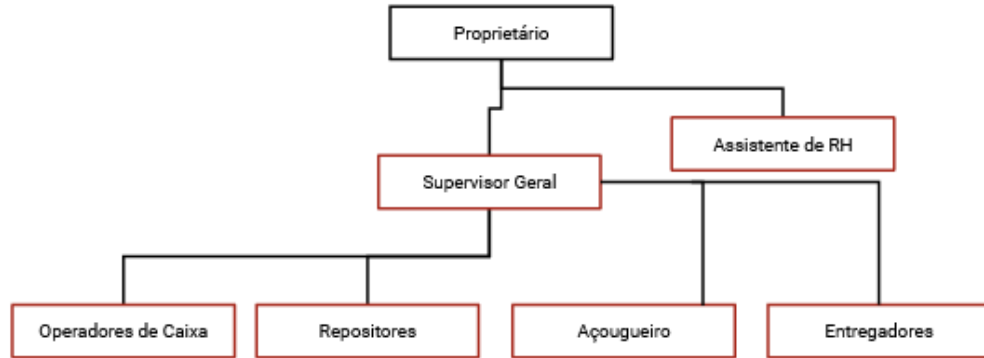 Proprietário
Assistente de RH
Supervisor Geral
Operadores de Caixa
Repositores
Açougueiro
Entregadores